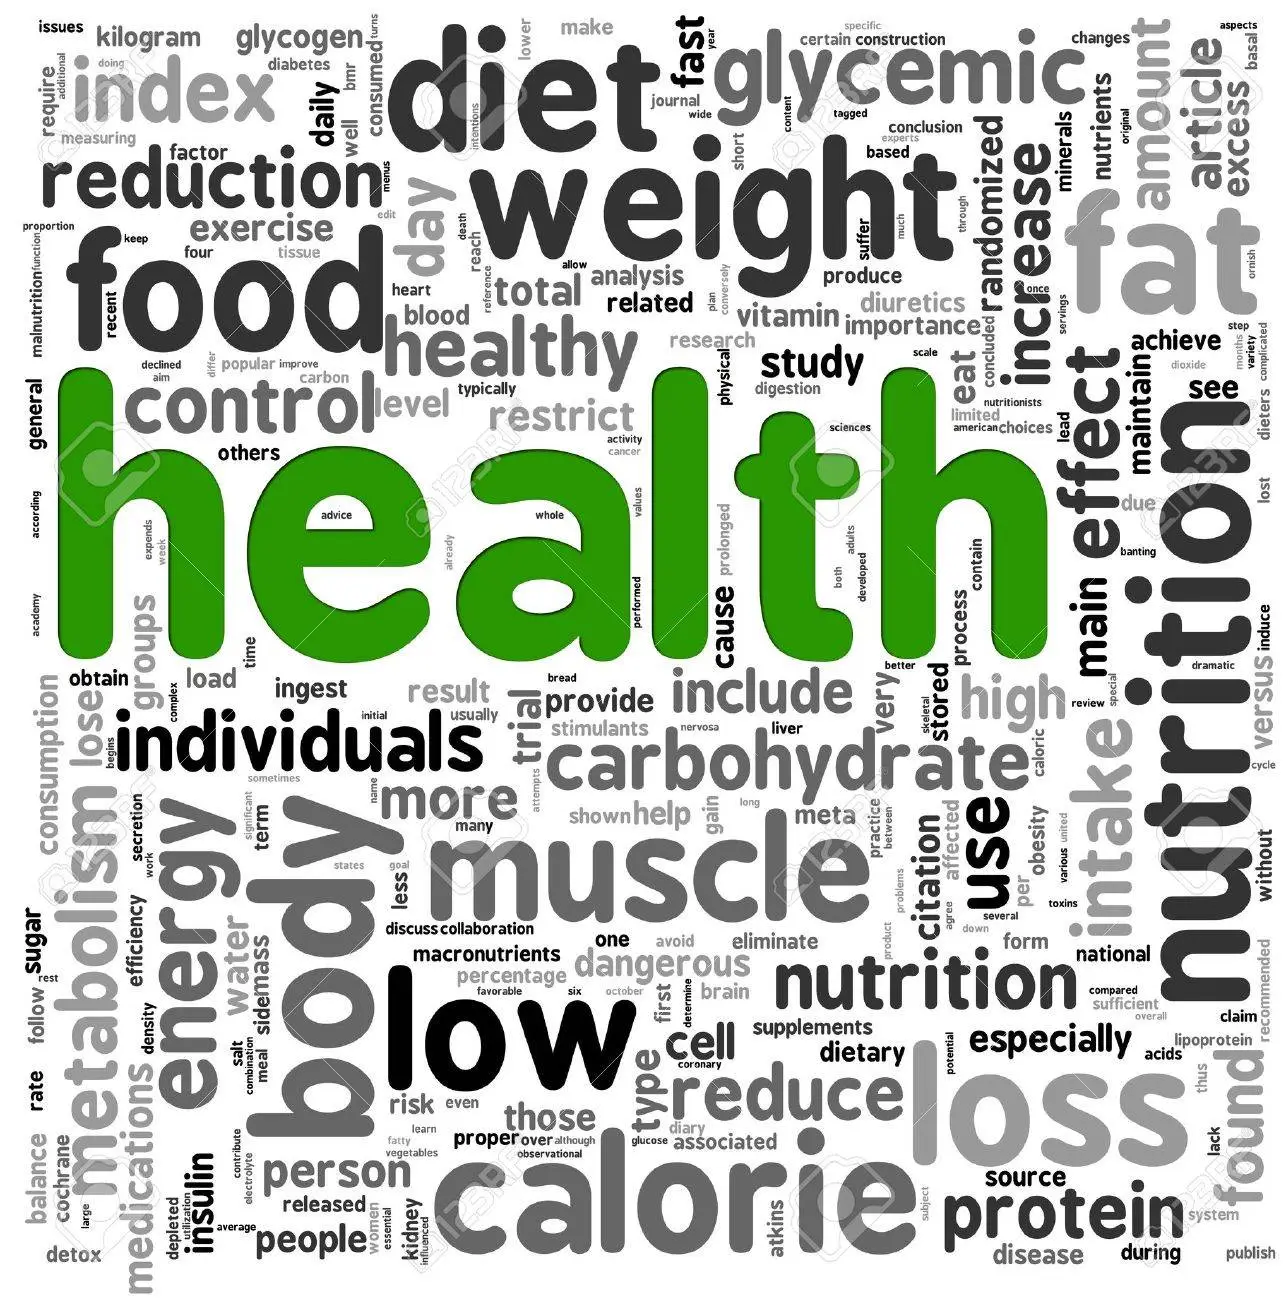 issues
kilogram
glycogen
turns
diet
lower
make
fast
year
specific
certain construction
changes
aspects
basal
require
additional
doing
index
diabetes
bmr
consumed
daily
well
measuring
intentions
journal
wide
glycemic
content
tagged
conclusion
experts
based
short
randomized
minerals
nutrients
original
amount
article
excess
factor
reduction
menus
weight
edit
exercise
four
tissue
proportion
function
malnutrition
keep
food
recent
day
death
reach
reference
heart
blood
total
allow
analysis
related
plan
conversely
suffer
much
through
produce
vitamin
diuretics
importance
increase
once
servings
fat
ornish
step
declined
aim
differ
popular
improve
carbon
healthy
typically
research
physical
study
digestion
scale
eat
concluded
nutritionists
limited
american
choices
lead
effect
achieve
dioxide
months
variety
complicated
maintain
see
dieters
general
control
level
restrict
others
activity
cancer
sciences
health
according
expends
week
academy
advice
already
whole
values
performed
prolonged
cause
both
adults
developed
contain
process
due
banting
lost
main
nutrition
induce
dramatic
versus
obtain
groups
complex
load
time
ingest
result
usually
initial
bread
trial
provide
stimulants
include
nervosa
liver
very
better
stored
skeletal
high
review
special
consumption
lose
begins
individuals
sometimes
name
carbohydrate
caloric
intake
cycle
metabolism
secretion
work
energy
significant
term
body
states
more
many
goal
less
attempts
muscle
shown
help
gain
long
meta
practice
between
citation
affected
use
obesity
per
various
united
without
sugar
rest
follow
efficiency
density
water
side
mass
discuss
collaboration
macronutrients
percentage
favorable
one
avoid
eliminate
dangerous
six
october
first
determine
brain
problems
product
agree
down
several
toxins
form
national
nutrition
compared
sufficient
overall
claim
recommended
rate
salt
combination
meal
low
cell
coronary
supplements
dietary
potential
especially
acids
lipoprotein
thus
found
risk
even
those
type
reduce
loss
learn
fatty
vegetables
proper
over
although
observational
glucose
diary
associated
lack
balance
cochrane
large
medications
depleted
utilization
insulin
contribute
electrolyte
average
person
released
people
women
essential
kidney
influenced
calorie
atkins
subject
source
protein
system
disease
during
publish
detox